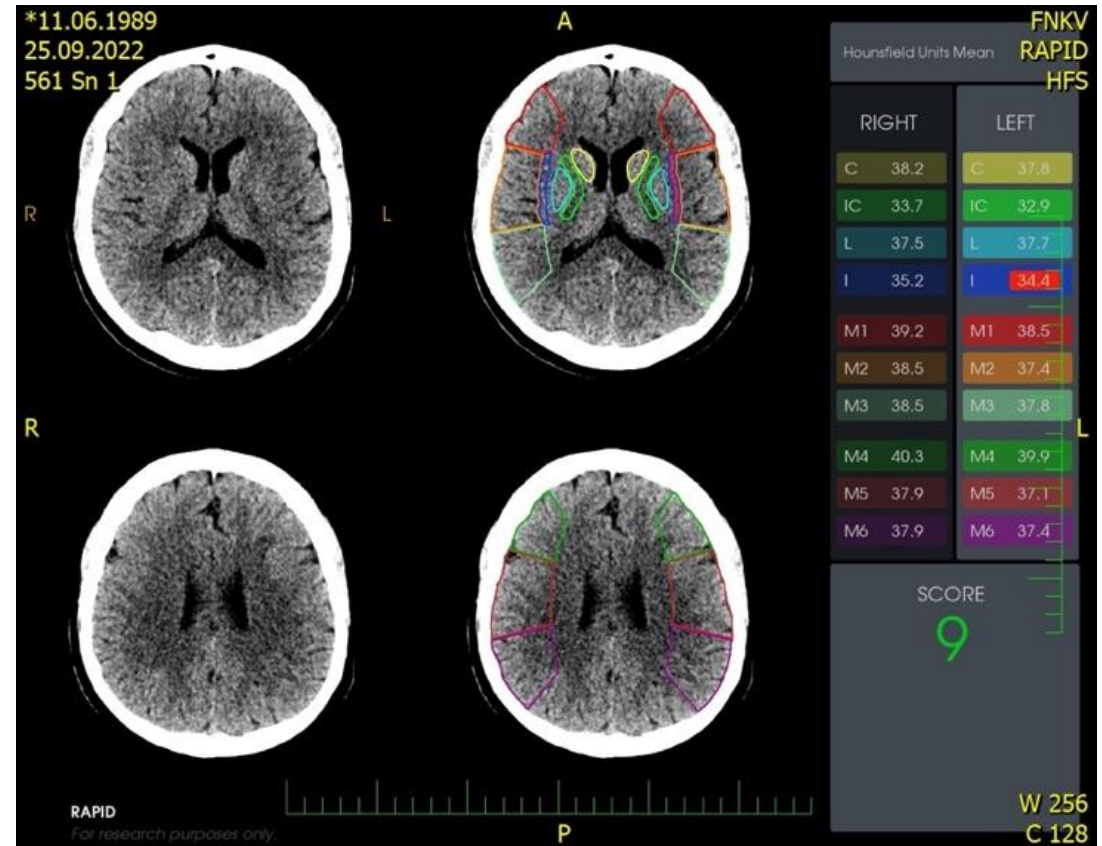 *11.06.1989
25.09.2022
561 Sn 1
A
FNKV
RAPID
HFS
R
L
R
L
Hounsfield Units Mean
RIGHT LEFT
C 38.2 C 37.8
IC 33.7 IC 32.9
L 37.5 L 37.7
I 35.2 I 34.4
M1 39.2 M1 38.5
M2 38.5 M2 37.4
M3 38.5 M3 37.8
M4 40.3 M4 39.9
M5 37.9 M5 37.1
M6 37.9 M6 37.4
SCORE
9
RAPID
For research purposes only.
P
W 256
C 128